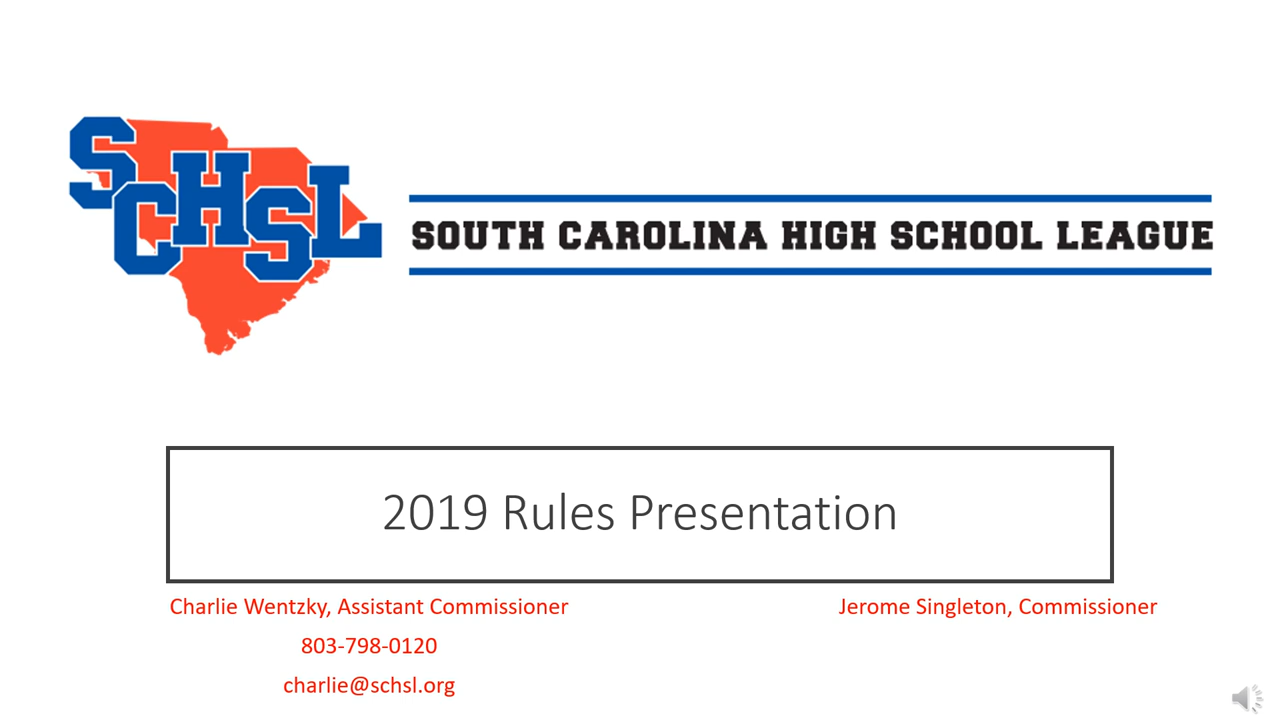 SCHSL
SOUTH CAROLINA HIGH SCHOOL LEAGUE
2019 Rules Presentation
Charlie Wentzky, Assistant Commissioner
803-798-0120
charlie@schsl.org
Jerome Singleton, Commissioner